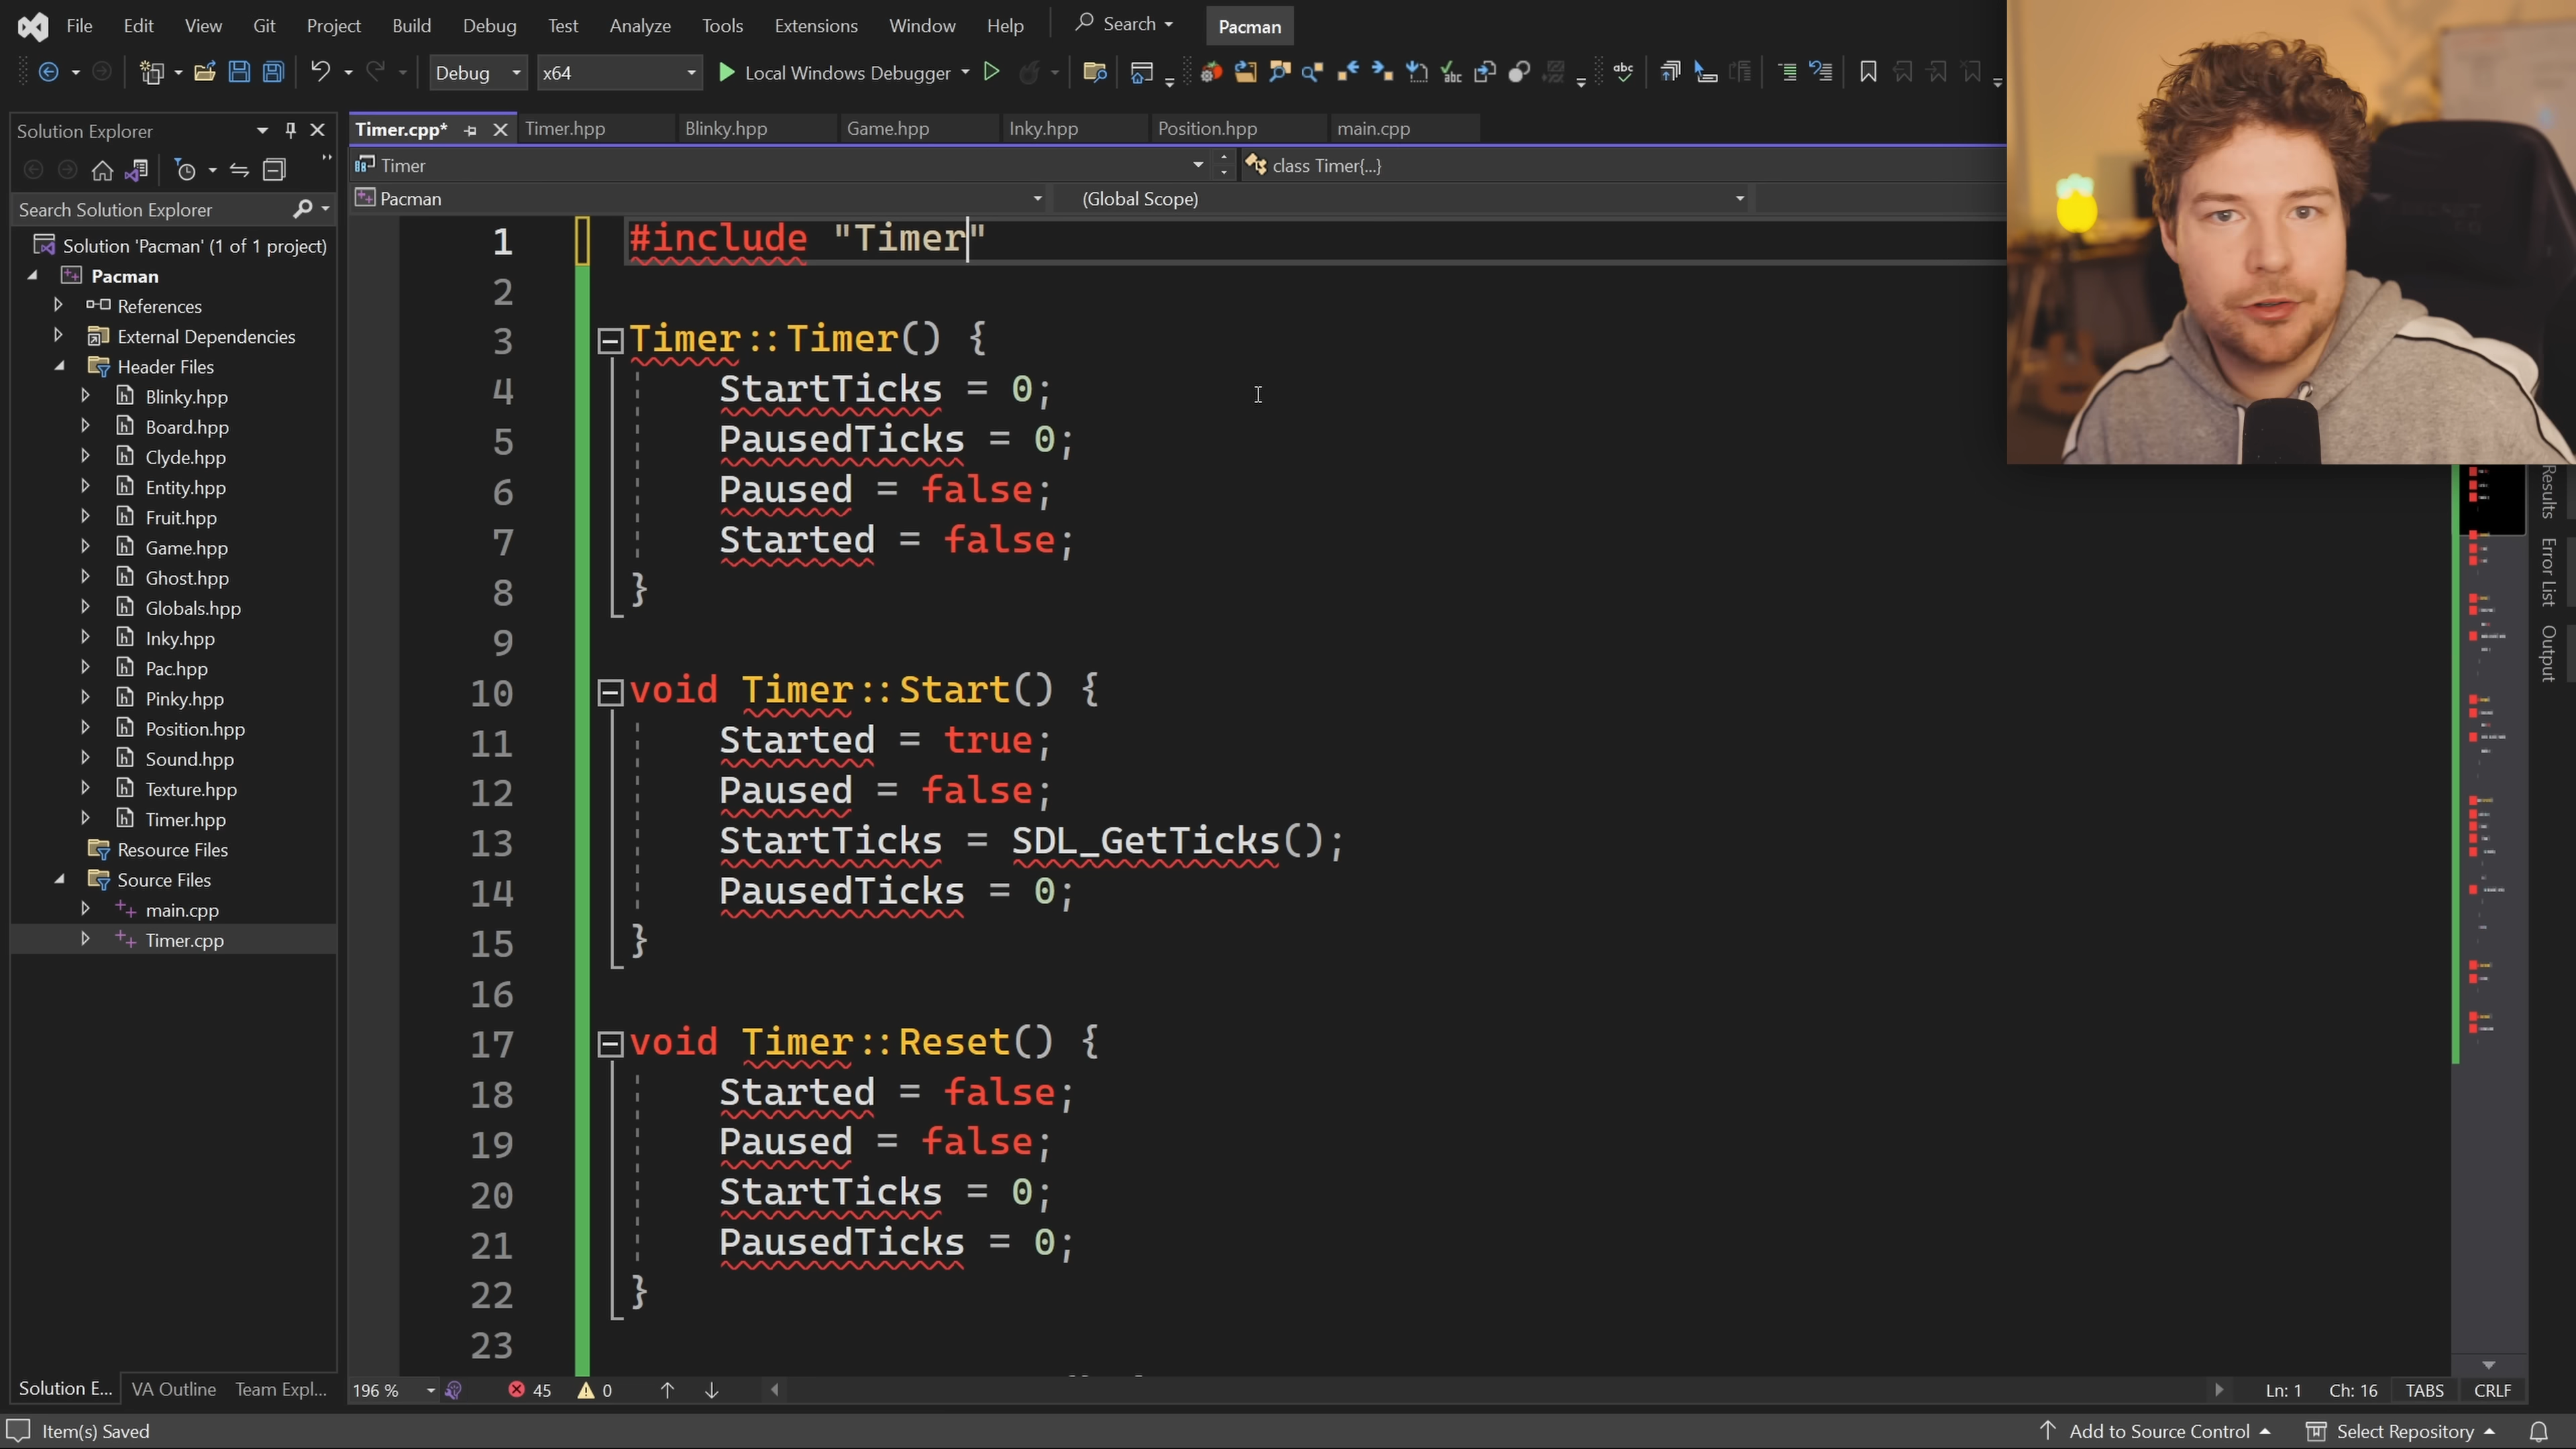 File Edit View Git Project Build Debug Test Analyze Tools Extensions Window Help Search Pacman
Debug x64 Local Windows Debugger
Solution Explorer
Timer.cpp* Timer.hpp Blinky.hpp Game.hpp Inky.hpp Position.hpp main.cpp
Timer class Timer{...}
Pacman (Global Scope)
Search Solution Explorer
Solution 'Pacman' (1 of 1 project)
Pacman
References
External Dependencies
Header Files
Blinky.hpp
Board.hpp
Clyde.hpp
Entity.hpp
Fruit.hpp
Game.hpp
Ghost.hpp
Globals.hpp
Inky.hpp
Pac.hpp
Pinky.hpp
Position.hpp
Sound.hpp
Texture.hpp
Timer.hpp
Resource Files
Source Files
main.cpp
Timer.cpp
1 #include "Timer"
2
3 Timer::Timer() {
4 StartTicks = 0;
5 PausedTicks = 0;
6 Paused = false;
7 Started = false;
8 }
9
10 void Timer::Start() {
11 Started = true;
12 Paused = false;
13 StartTicks = SDL_GetTicks();
14 PausedTicks = 0;
15 }
16
17 void Timer::Reset() {
18 Started = false;
19 Paused = false;
20 StartTicks = 0;
21 PausedTicks = 0;
22 }
23
Results
Error List
Output
Solution E... VA Outline Team Expl...
196 % 45 0 Ln: 1 Ch: 16 TABS CRLF
Item(s) Saved Add to Source Control Select Repository